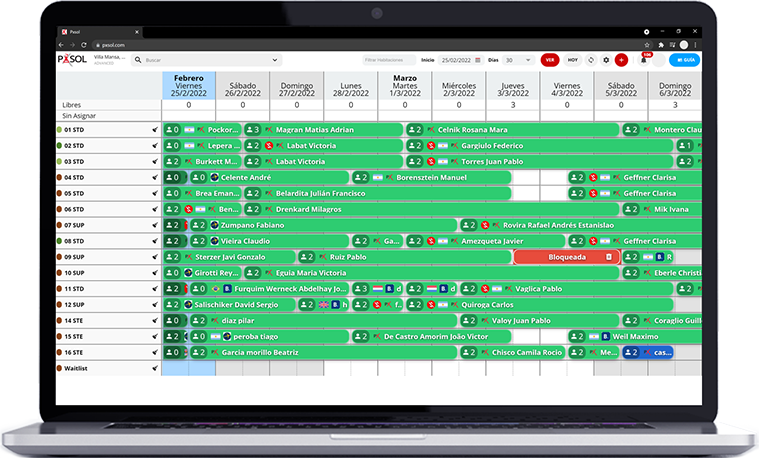 Pxsol
pxsol.com
PXSOL Villa Mansa, ... Buscar Filtrar Habitaciones Inicio 25/02/2022 Días 30 VER HOY GUÍA
ADVANCED
Febrero Marzo
Viernes Sábado Domingo Lunes Martes Miércoles Jueves Viernes Sábado Domingo
25/2/2022 26/2/2022 27/2/2022 28/2/2022 1/3/2022 2/3/2022 3/3/2022 4/3/2022 5/3/2022 6/3/2022
Libres 0 0 0 0 0 0 3 3 0 3
Sin Asignar
01 STD 0 Pockor... 3 Magran Matias Adrian 2 Celnik Rosana Mara 2 Montero Clau
02 STD 0 Lepera ... 2 Labat Victoria 2 Gargiulo Federico 1
03 STD 2 Burkett M... 2 Labat Victoria 2 Torres Juan Pablo 2
04 STD 0 0 Celente André 2 Borensztein Manuel 2 Geffner Clarisa
05 STD 0 Brea Eman... 2 Belardita Julián Francisco 2 Geffner Clarisa
06 STD 2 Ben... 2 Drenkard Milagros 2 Mik Ivana
07 SUP 2 2 Zumpano Fabiano 2 Rovira Rafael Andrés Estanislao
08 STD 2 2 Vieira Claudio 2 Ga... 2 Amezqueta Javier 2 Geffner Clarisa
09 SUP 2 Sterzer Javi Gonzalo 2 Ruiz Pablo Bloqueada 2 B. R
10 SUP 0 Girotti Rey... 2 Eguia Maria Victoria 2 Eberle Christi
11 STD 2 2 B. Furquim Werneck Abdelhay Jo... 3 B. d 2 B. d 2 Vaglica Pablo
12 SUP 2 Salischiker David Sergio 2 B. h 2 f... 2 Quiroga Carlos
14 STE 0 2 diaz pilar 2 Valoy Juan Pablo 2 Coraglio Guill
15 STE 2 0 peroba tiago 2 De Castro Amorim João Victor 2 B. Weil Maximo
16 STE 0 2 Garcia morillo Beatriz 2 Chisco Camila Rocio 2 Me... 2 cas...
Waitlist